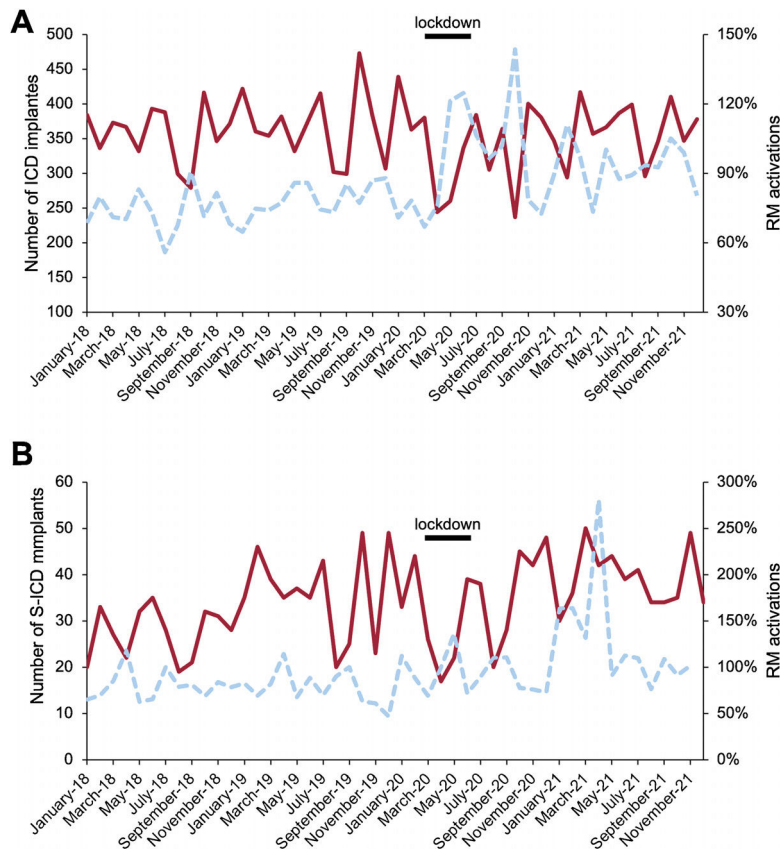 A
lockdown
500
450
400
350
300
250
200
150
100
Number of ICD implantes
150%
120%
90%
60%
30%
RM activations
January-18
March-18
May-18
July-18
September-18
November-18
January-19
March-19
May-19
July-19
September-19
November-19
January-20
March-20
May-20
July-20
September-20
November-20
January-21
March-21
May-21
July-21
September-21
November-21
B
lockdown
60
50
40
30
20
10
0
Number of S-ICD mmplants
300%
250%
200%
150%
100%
50%
0%
RM activations
January-18
March-18
May-18
July-18
September-18
November-18
January-19
March-19
May-19
July-19
September-19
November-19
January-20
March-20
May-20
July-20
September-20
November-20
January-21
March-21
May-21
July-21
September-21
November-21